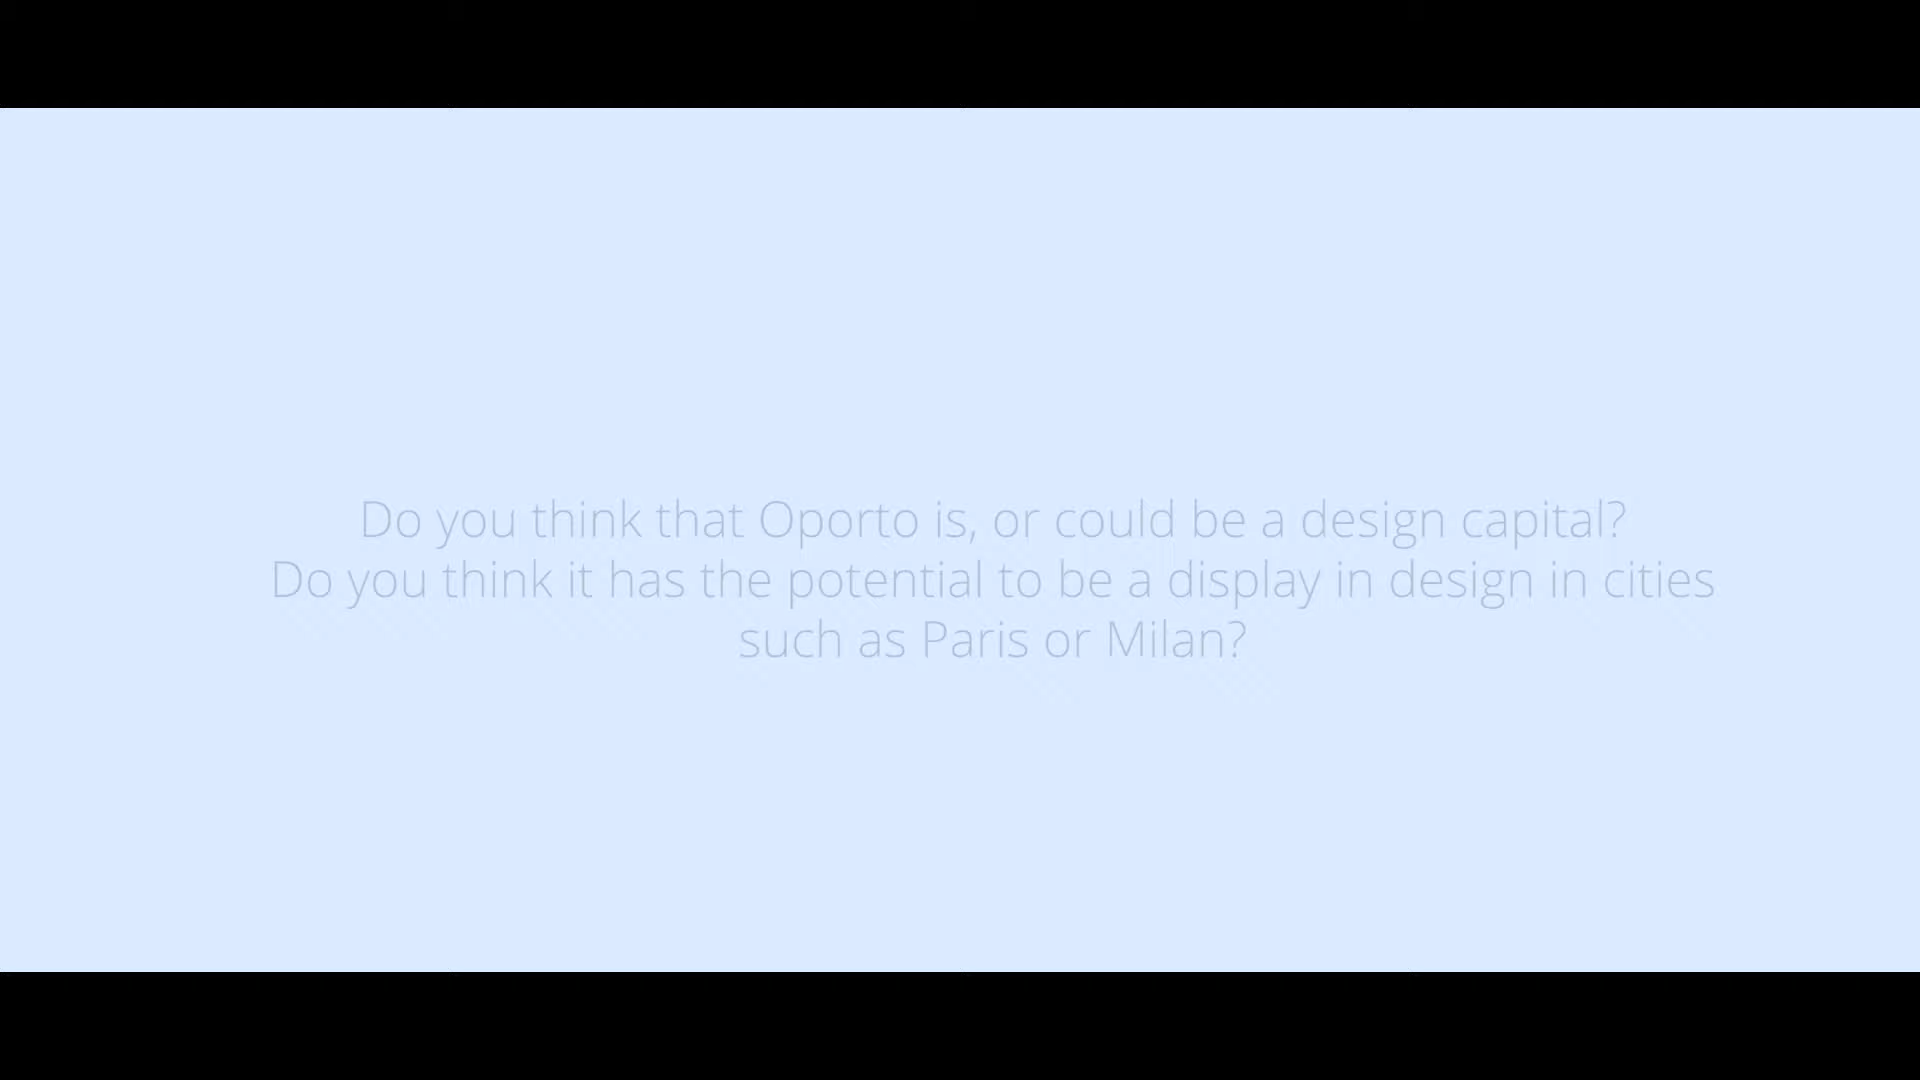 Do you think that Oporto is, or could be a design capital?
Do you think it has the potential to be a display in design in cities
such as Paris or Milan?